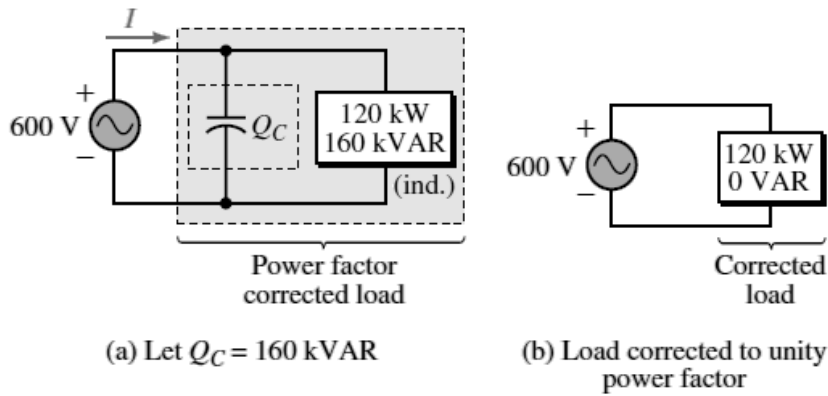 I
+
600 V
−
Q_C
120 kW
160 kVAR
(ind.)
Power factor
corrected load
(a) Let Q_C = 160 kVAR
+
600 V
−
120 kW
0 VAR
Corrected
load
(b) Load corrected to unity
power factor